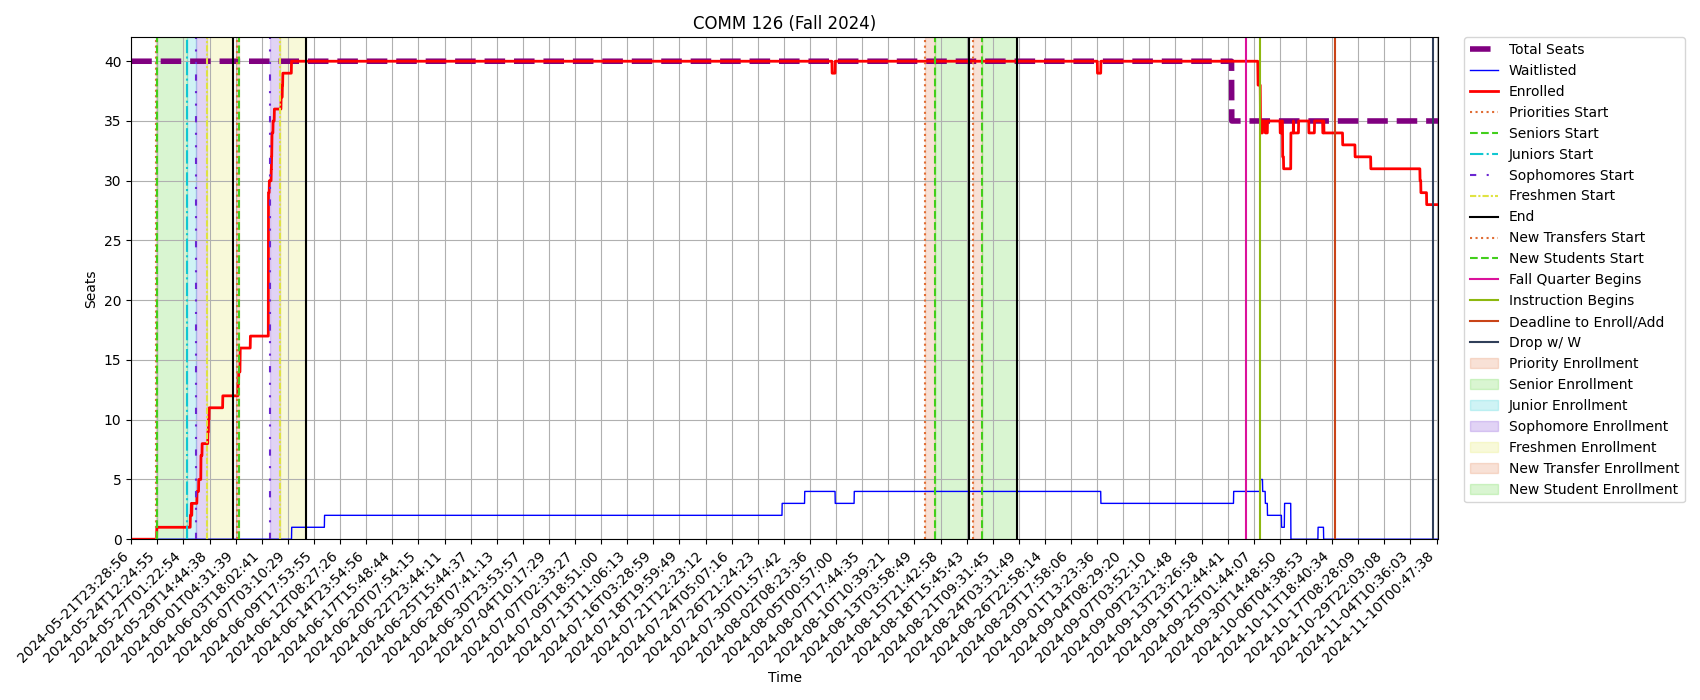 COMM 126 (Fall 2024)
Seats
40
35
30
25
20
15
10
5
0
2024-05-21T23:28:56
2024-05-24T12:24:55
2024-05-27T01:22:54
2024-05-29T14:44:38
2024-06-01T04:31:39
2024-06-03T18:02:41
2024-06-07T03:10:29
2024-06-09T17:53:55
2024-06-12T08:27:26
2024-06-14T23:54:56
2024-06-17T15:48:44
2024-06-20T07:54:15
2024-06-22T23:44:11
2024-06-25T15:44:37
2024-06-28T07:41:13
2024-06-30T23:53:57
2024-07-04T10:17:29
2024-07-07T02:33:27
2024-07-09T18:51:00
2024-07-13T11:06:13
2024-07-16T03:28:59
2024-07-18T19:59:49
2024-07-21T12:23:12
2024-07-24T05:07:16
2024-07-26T21:24:23
2024-07-30T01:57:42
2024-08-02T08:23:36
2024-08-05T00:57:00
2024-08-07T17:44:35
2024-08-10T10:39:21
2024-08-13T03:58:49
2024-08-15T21:42:58
2024-08-18T15:45:43
2024-08-21T09:31:45
2024-08-24T03:31:49
2024-08-26T22:58:14
2024-08-29T17:58:06
2024-09-01T13:23:36
2024-09-04T08:29:20
2024-09-07T03:52:10
2024-09-09T23:21:48
2024-09-13T23:26:58
2024-09-19T12:44:41
2024-09-25T01:44:07
2024-09-30T14:48:50
2024-10-06T04:38:53
2024-10-11T18:40:34
2024-10-17T08:28:09
2024-10-29T22:03:08
2024-11-04T10:36:03
2024-11-10T00:47:38
Time
Total Seats
Waitlisted
Enrolled
Priorities Start
Seniors Start
Juniors Start
Sophomores Start
Freshmen Start
End
New Transfers Start
New Students Start
Fall Quarter Begins
Instruction Begins
Deadline to Enroll/Add
Drop w/ W
Priority Enrollment
Senior Enrollment
Junior Enrollment
Sophomore Enrollment
Freshmen Enrollment
New Transfer Enrollment
New Student Enrollment